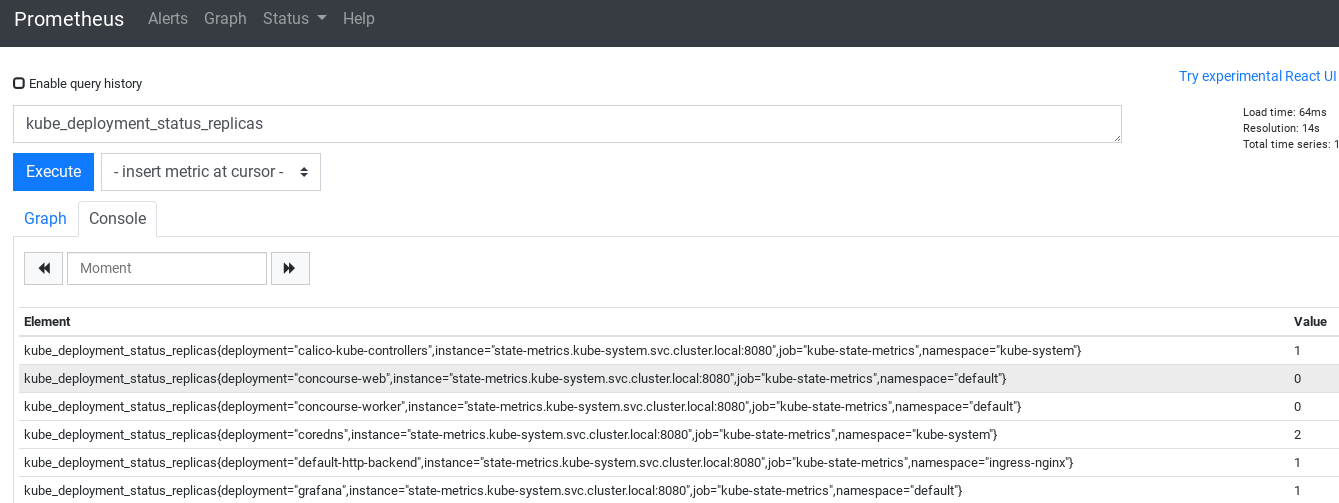 Prometheus Alerts Graph Status Help
Enable query history
Try experimental React UI
kube_deployment_status_replicas
Load time: 64ms
Resolution: 14s
Total time series: 1
Execute - insert metric at cursor -
Graph Console
Moment
Element Value
kube_deployment_status_replicas{deployment="calico-kube-controllers",instance="state-metrics.kube-system.svc.cluster.local:8080",job="kube-state-metrics",namespace="kube-system"} 1
kube_deployment_status_replicas{deployment="concourse-web",instance="state-metrics.kube-system.svc.cluster.local:8080",job="kube-state-metrics",namespace="default"} 0
kube_deployment_status_replicas{deployment="concourse-worker",instance="state-metrics.kube-system.svc.cluster.local:8080",job="kube-state-metrics",namespace="default"} 0
kube_deployment_status_replicas{deployment="coredns",instance="state-metrics.kube-system.svc.cluster.local:8080",job="kube-state-metrics",namespace="kube-system"} 2
kube_deployment_status_replicas{deployment="default-http-backend",instance="state-metrics.kube-system.svc.cluster.local:8080",job="kube-state-metrics",namespace="ingress-nginx"} 1
kube_deployment_status_replicas{deployment="grafana",instance="state-metrics.kube-system.svc.cluster.local:8080",job="kube-state-metrics",namespace="default"} 1